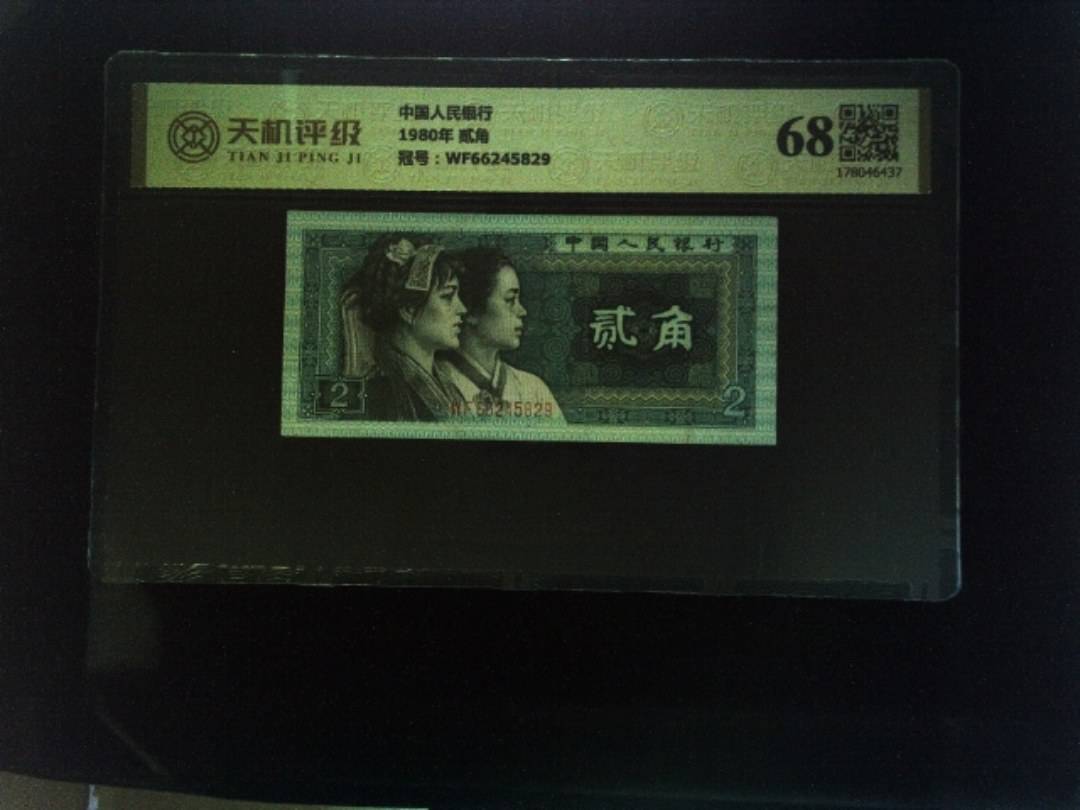 天机评级
TIAN JI PING JI
中国人民银行
1980年 贰角
冠号：WF66245829
68
178046437
中国人民银行
贰角
2
2
WF66245829